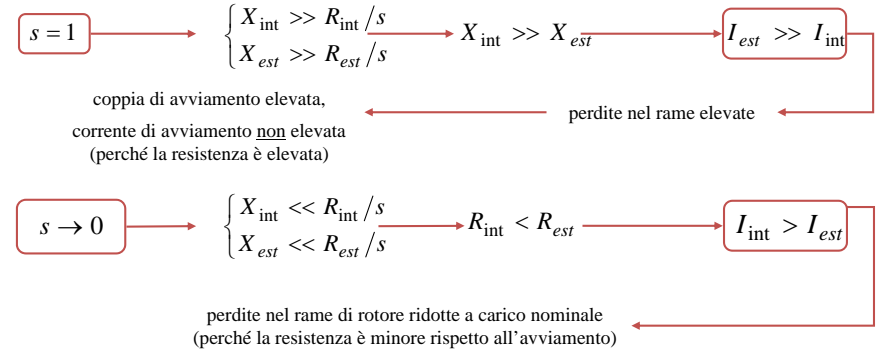 s = 1
X_int >> R_int/s
X_est >> R_est/s
X_int >> X_est
I_est >> I_int
coppia di avviamento elevata,
corrente di avviamento non elevata
(perché la resistenza è elevata)
perdite nel rame elevate
s → 0
X_int << R_int/s
X_est << R_est/s
R_int < R_est
I_int > I_est
perdite nel rame di rotore ridotte a carico nominale
(perché la resistenza è minore rispetto all’avviamento)